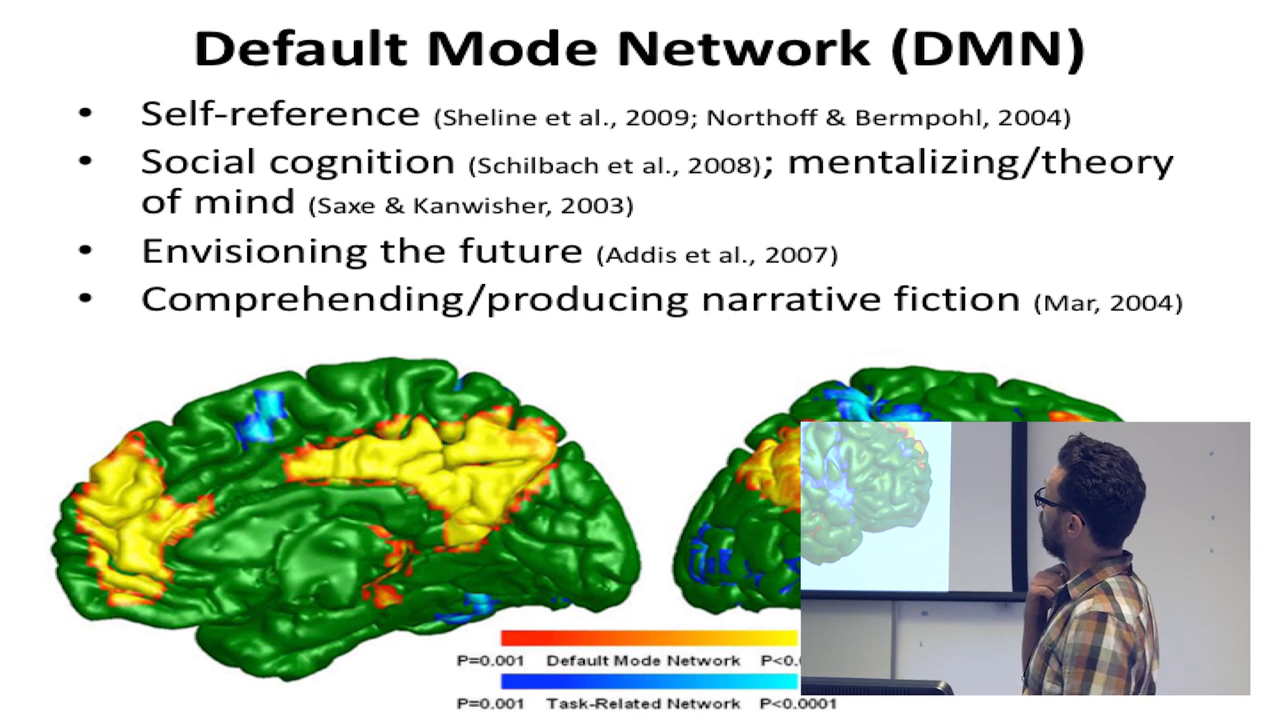 Default Mode Network (DMN)
• Self-reference (Sheline et al., 2009; Northoff & Bermpohl, 2004)
• Social cognition (Schilbach et al., 2008); mentalizing/theory
of mind (Saxe & Kanwisher, 2003)
• Envisioning the future (Addis et al., 2007)
• Comprehending/producing narrative fiction (Mar, 2004)
P=0.001 Default Mode Network P<0.0
P=0.001 Task-Related Network P<0.0001